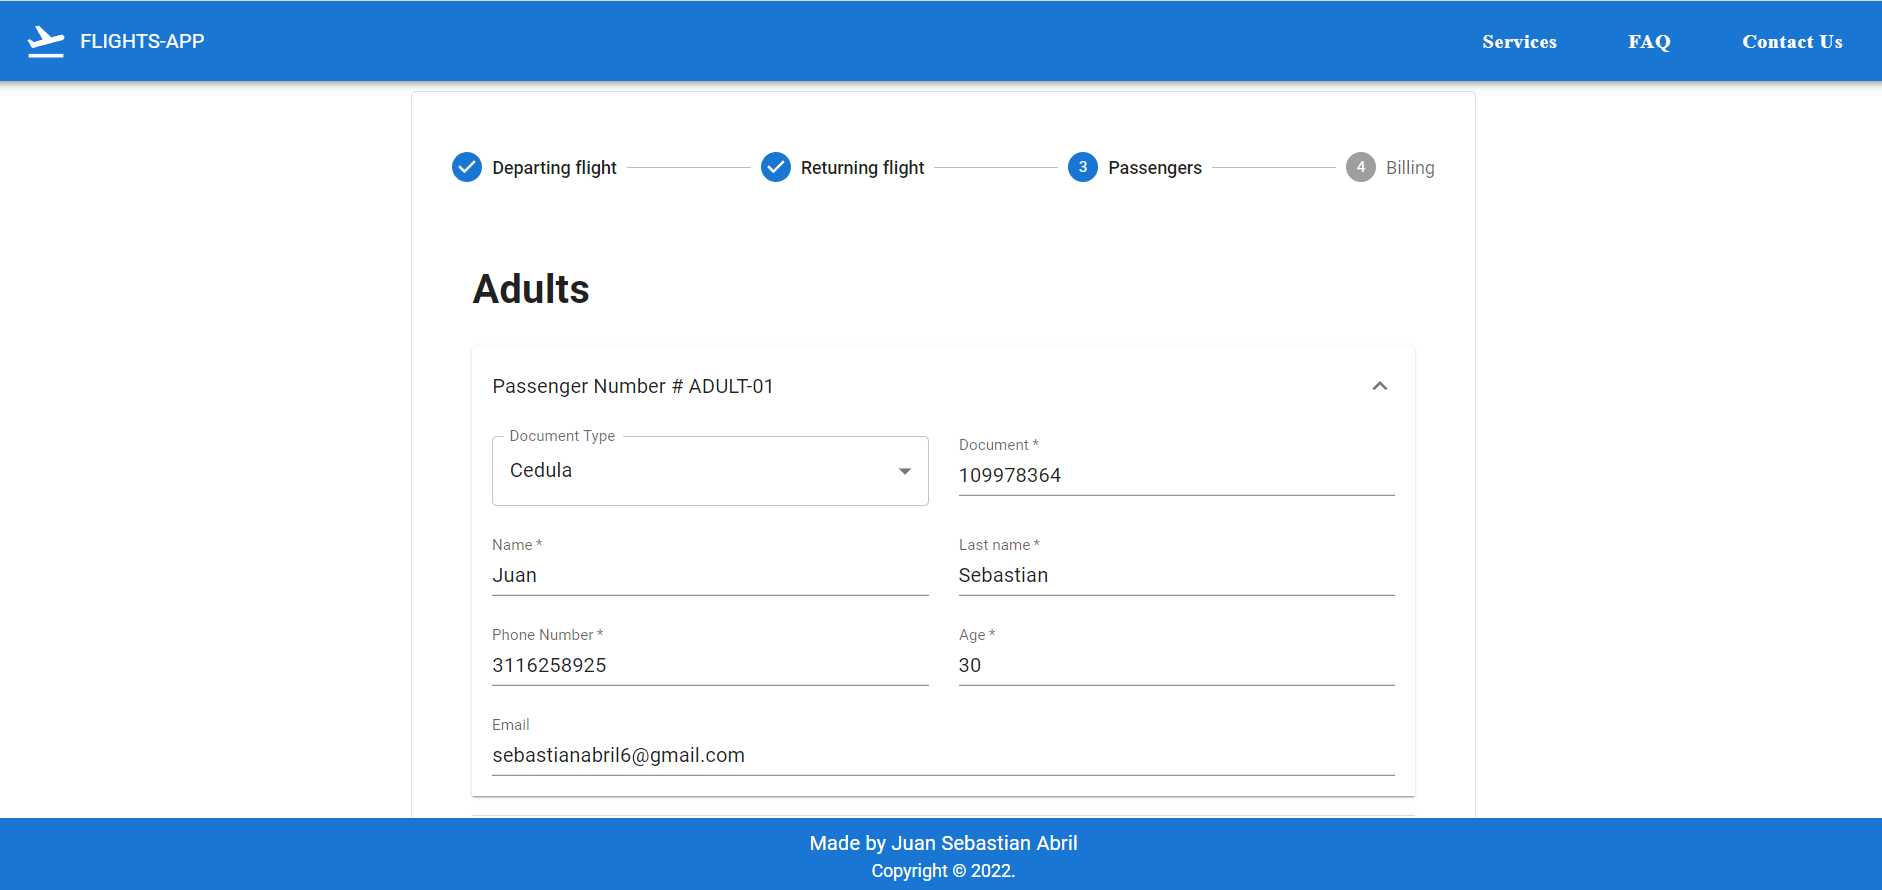 FLIGHTS-APP Services FAQ Contact Us
Departing flight Returning flight 3 Passengers 4 Billing
Adults
Passenger Number # ADULT-01
Document Type
Cedula
Document *
109978364
Name *
Juan
Last name *
Sebastian
Phone Number *
3116258925
Age *
30
Email
sebastianabril6@gmail.com
Made by Juan Sebastian Abril
Copyright © 2022.